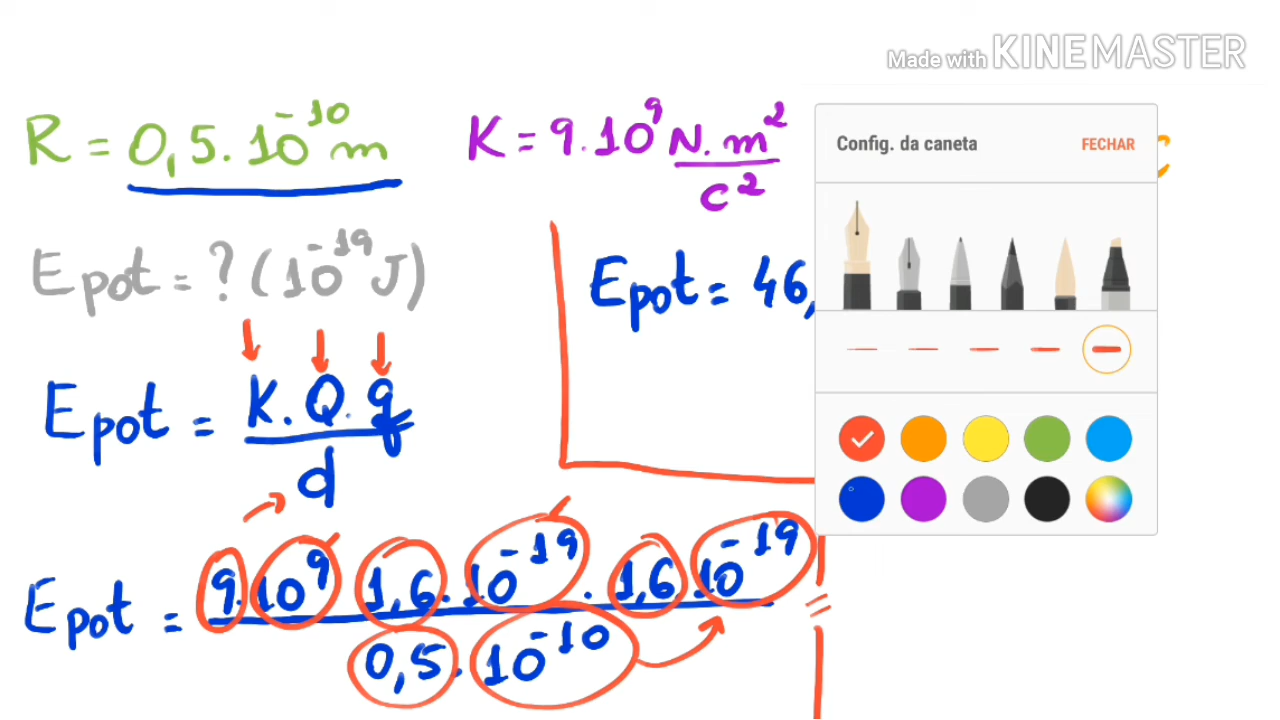 Made with KINEMASTER
R = 0,5.10⁻¹⁰ m
K = 9.10⁹ N.m²/C²
Config. da caneta
FECHAR
Epot = ? (10⁻¹⁹ J)
Epot = 46,
Epot = K.Q.q/d
Epot = 9.10⁹.1,6.10⁻¹⁹.1,6.10⁻¹⁹/0,5.10⁻¹⁰ =